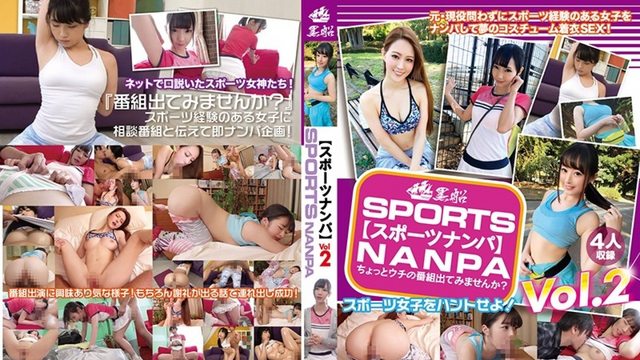 ネットで口説いたスポーツ女神たち!
『番組出てみませんか?』
スポーツ経験のある女子に
相談番組と伝えて即ナンパ企画!
番組出演に興味あり気な様子!もちろん謝礼が出る話で連れ出し成功!
[スポーツナンパ]
SPORTS NANPA
Vol.2
元・現役問わずにスポーツ経験のある女子を
ナンパして夢のコスチューム着衣SEX!
黒船
SPORTS
【スポーツナンパ】
NANPA
ちょっとウチの番組出てみませんか?
4人
収録
Vol.2
スポーツ女子をハントせよ!